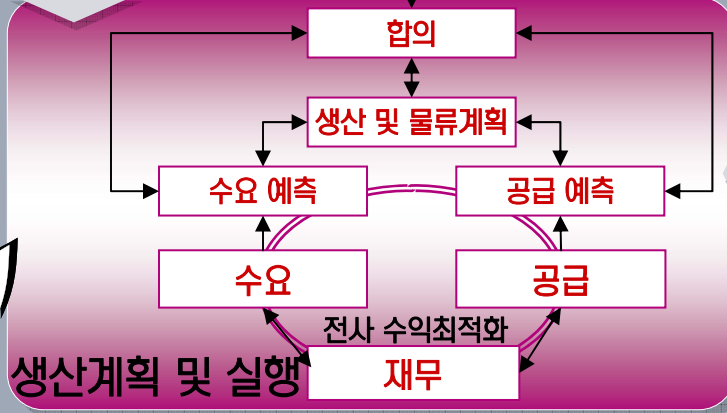 합의
생산 및 물류계획
수요 예측
공급 예측
수요
공급
전사 수익최적화
생산계획 및 실행
재무